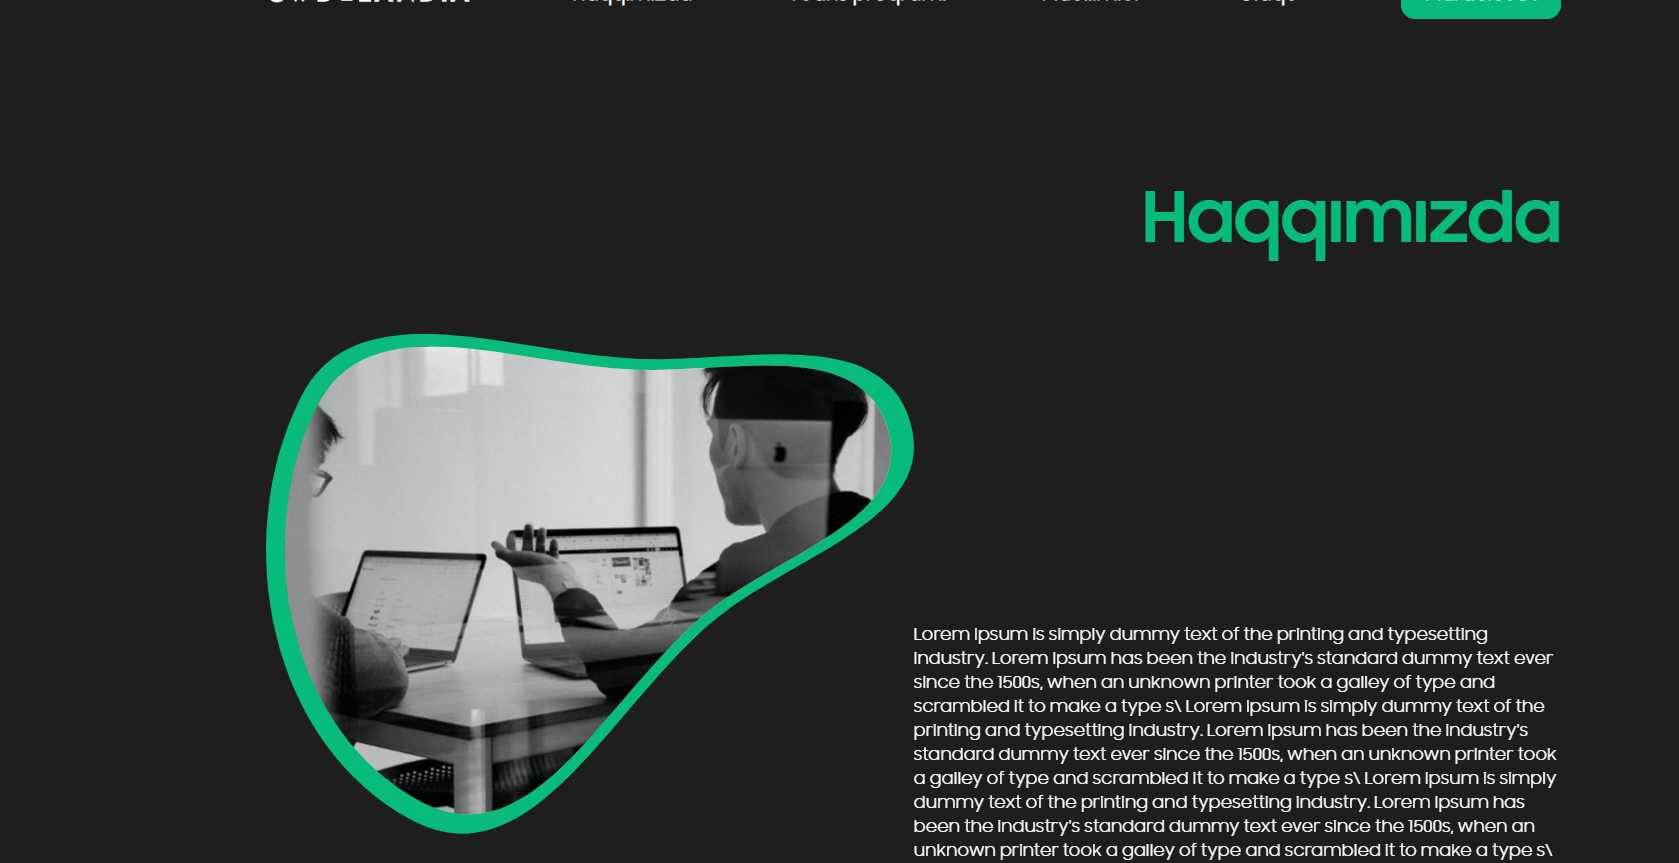 Haqqımızda
Lorem Ipsum is simply dummy text of the printing and typesetting
industry. Lorem Ipsum has been the industry's standard dummy text ever
since the 1500s, when an unknown printer took a galley of type and
scrambled it to make a type s\ Lorem Ipsum is simply dummy text of the
printing and typesetting industry. Lorem Ipsum has been the industry's
standard dummy text ever since the 1500s, when an unknown printer took
a galley of type and scrambled it to make a type s\ Lorem Ipsum is simply
dummy text of the printing and typesetting industry. Lorem Ipsum has
been the industry's standard dummy text ever since the 1500s, when an
unknown printer took a galley of type and scrambled it to make a type s\